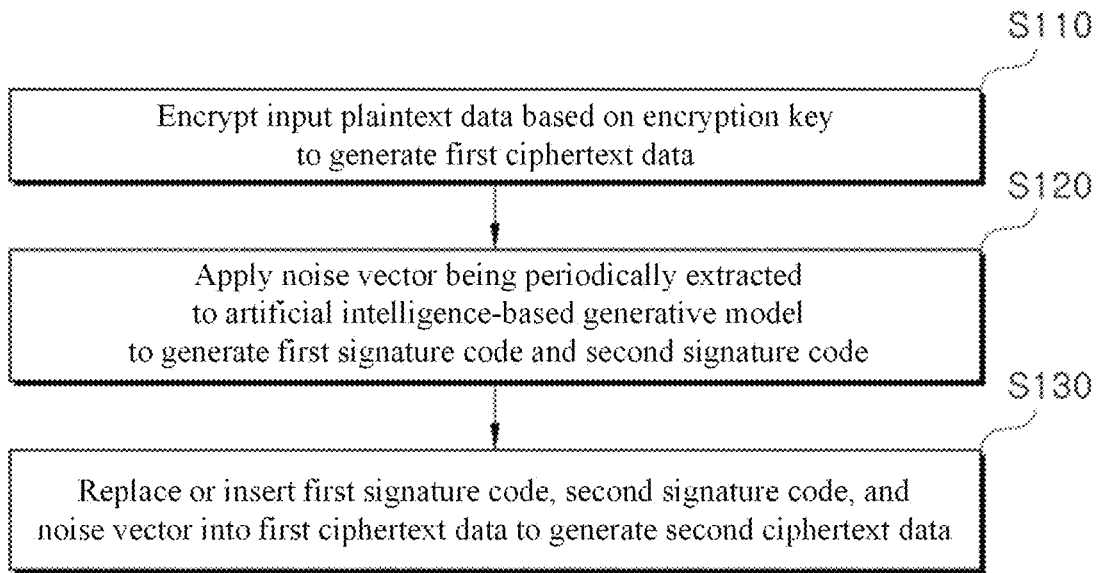 S110
Encrypt input plaintext data based on encryption key
to generate first ciphertext data
S120
Apply noise vector being periodically extracted
to artificial intelligence-based generative model
to generate first signature code and second signature code
S130
Replace or insert first signature code, second signature code, and
noise vector into first ciphertext data to generate second ciphertext data